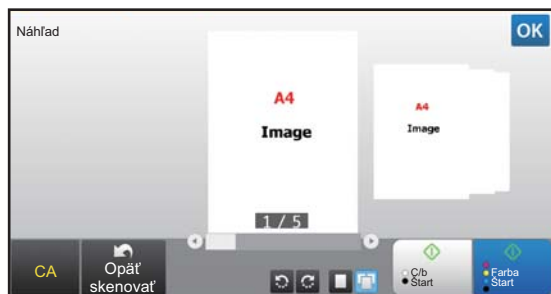 Náhľad
OK
A4
Image
A4
Image
1 / 5
CA
Opäť
skenovať
Č/b
Štart
Farba
Štart